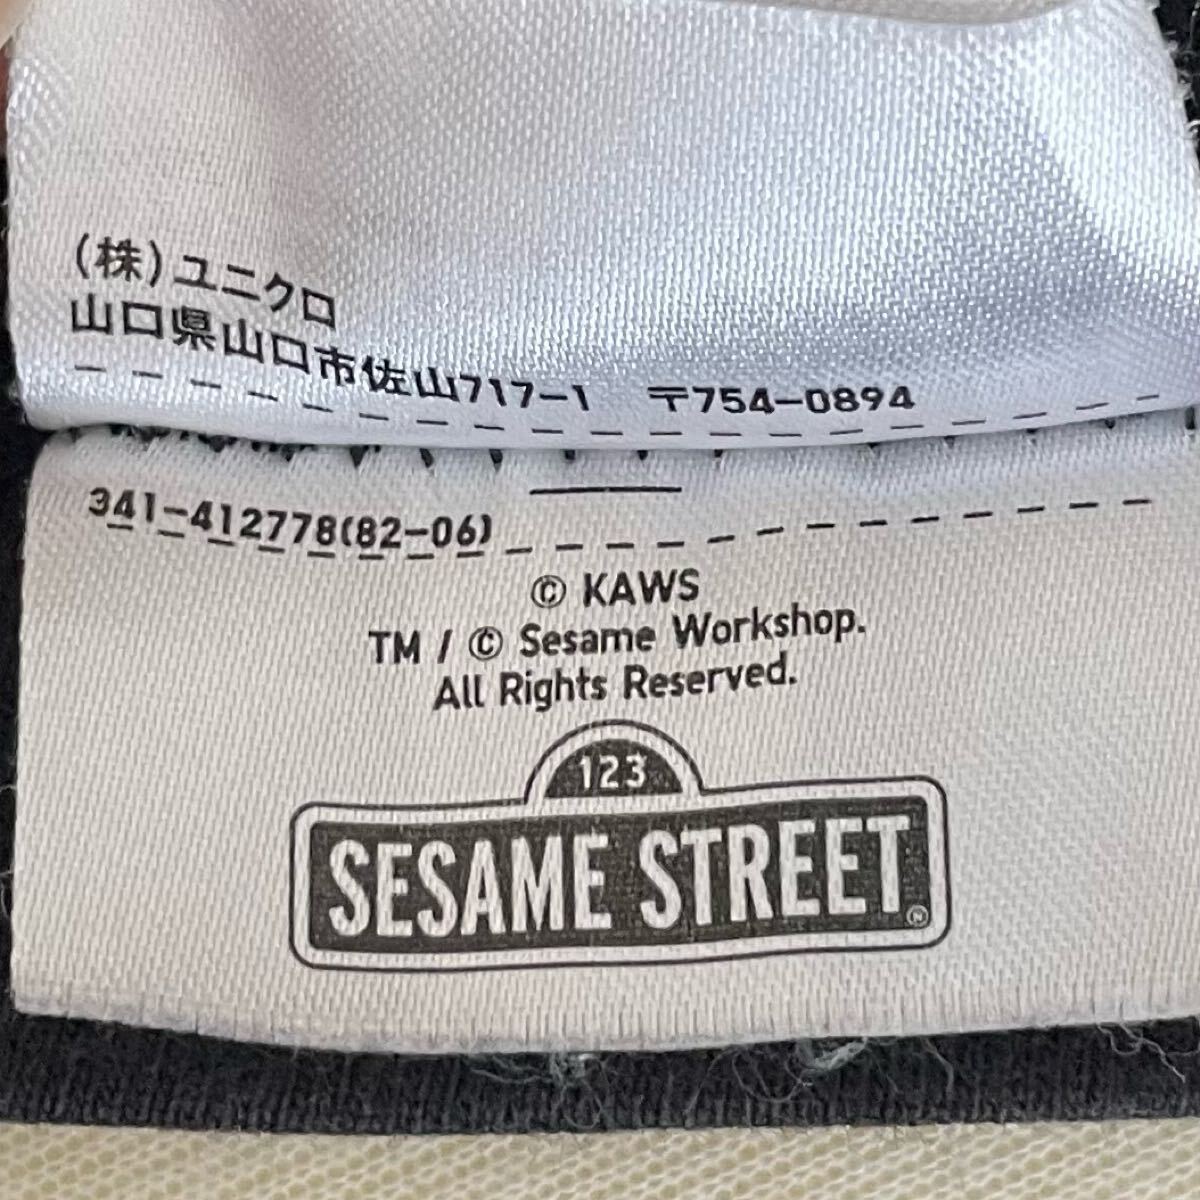 (株)ユニクロ
山口県山口市佐山717-1 〒754-0894
341-412778(82-06)
© KAWS
TM / © Sesame Workshop.
All Rights Reserved.
123
SESAME STREET®